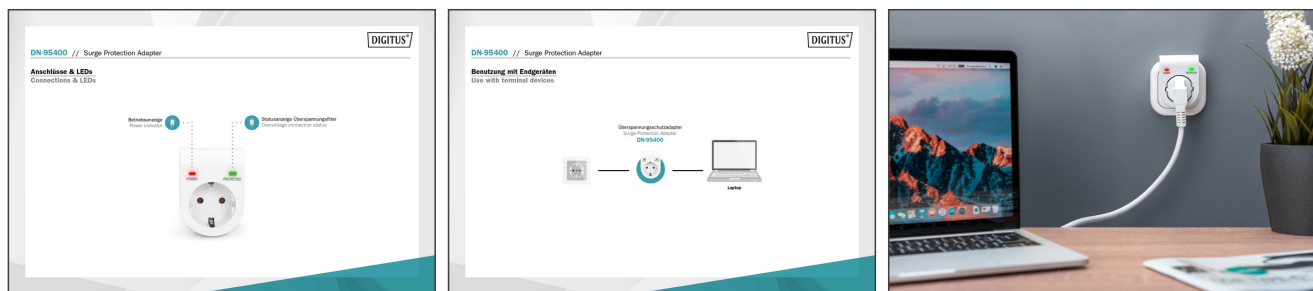 DIGITUS®
DN-95400 // Surge Protection Adapter
Anschlüsse & LEDs
Connections & LEDs
Betriebsanzeige
Power indicator
Statusanzeige Überspannungsfilter
Overvoltage connention status
POWER
PROTECTED
DIGITUS®
DN-95400 // Surge Protection Adapter
Benutzung mit Endgeräten
Use with terminal devices
Überspannungsschutzadapter
Surge Protection Adapter
DN-95400
Laptop